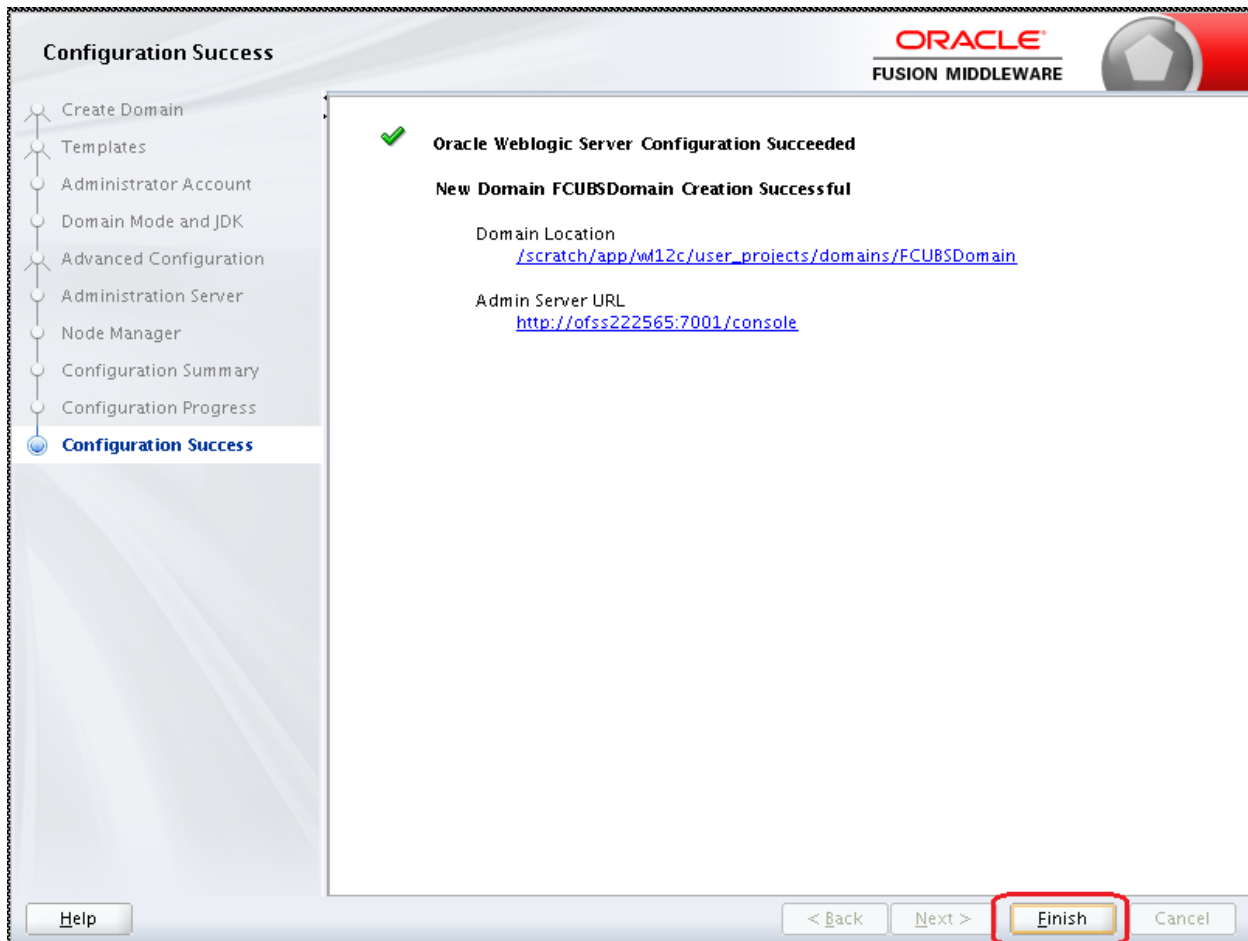 Configuration Success
ORACLE®
FUSION MIDDLEWARE
Create Domain
Templates
Administrator Account
Domain Mode and JDK
Advanced Configuration
Administration Server
Node Manager
Configuration Summary
Configuration Progress
Configuration Success
Oracle Weblogic Server Configuration Succeeded
New Domain FCUBSDomain Creation Successful
Domain Location
/scratch/app/wl12c/user_projects/domains/FCUBSDomain
Admin Server URL
http://ofss222565:7001/console
Help
< Back
Next >
Finish
Cancel